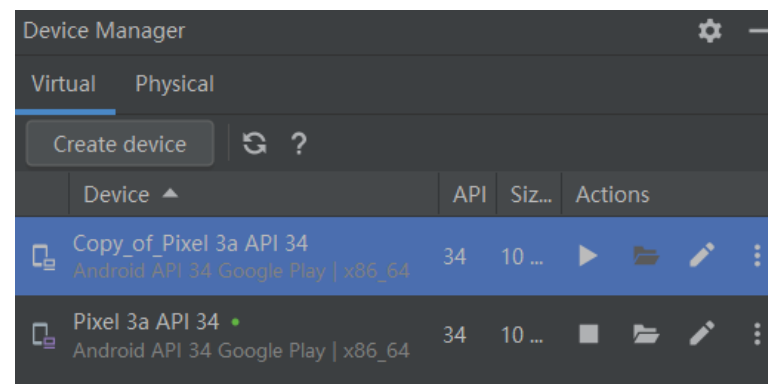 Device Manager
Virtual Physical
Create device ?
Device API Siz... Actions
Copy_of_Pixel 3a API 34 34 10 ...
Android API 34 Google Play | x86_64
Pixel 3a API 34 34 10 ...
Android API 34 Google Play | x86_64